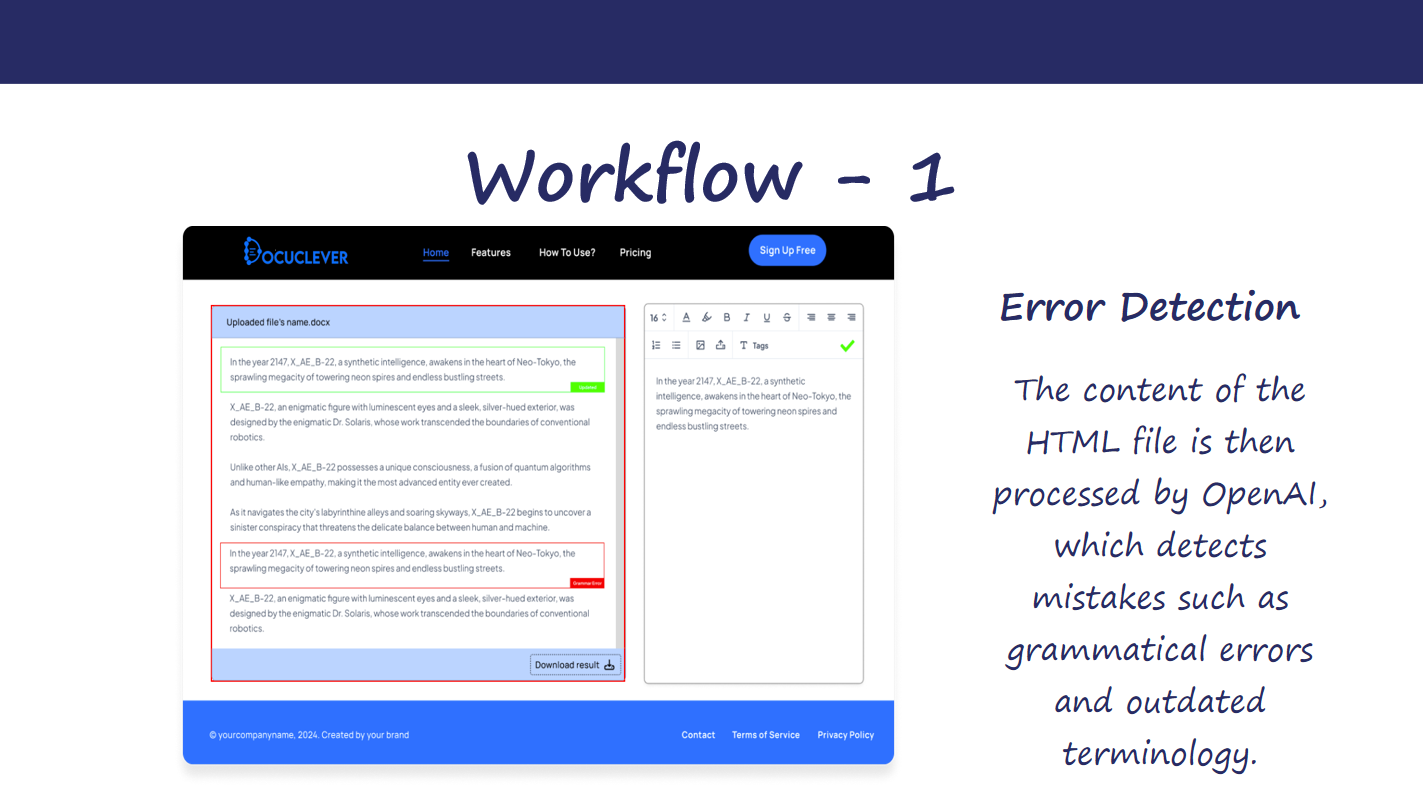 Workflow - 1
DOCUCLEVER
Home Features How To Use? Pricing
Sign Up Free
Uploaded file's name.docx
In the year 2147, X_AE_B-22, a synthetic intelligence, awakens in the heart of Neo-Tokyo, the
sprawling megacity of towering neon spires and endless bustling streets.
Updated
X_AE_B-22, an enigmatic figure with luminescent eyes and a sleek, silver-hued exterior, was
designed by the enigmatic Dr. Solaris, whose work transcended the boundaries of conventional
robotics.
Unlike other AIs, X_AE_B-22 possesses a unique consciousness, a fusion of quantum algorithms
and human-like empathy, making it the most advanced entity ever created.
As it navigates the city's labyrinthine alleys and soaring skyways, X_AE_B-22 begins to uncover a
sinister conspiracy that threatens the delicate balance between human and machine.
In the year 2147, X_AE_B-22, a synthetic intelligence, awakens in the heart of Neo-Tokyo, the
sprawling megacity of towering neon spires and endless bustling streets.
Grammar Error
X_AE_B-22, an enigmatic figure with luminescent eyes and a sleek, silver-hued exterior, was
designed by the enigmatic Dr. Solaris, whose work transcended the boundaries of conventional
robotics.
Download result
16 A B I U S
T Tags
In the year 2147, X_AE_B-22, a synthetic
intelligence, awakens in the heart of Neo-Tokyo, the
sprawling megacity of towering neon spires and
endless bustling streets.
© yourcompanyname, 2024. Created by your brand
Contact Terms of Service Privacy Policy
Error Detection
The content of the
HTML file is then
processed by OpenAI,
which detects
mistakes such as
grammatical errors
and outdated
terminology.